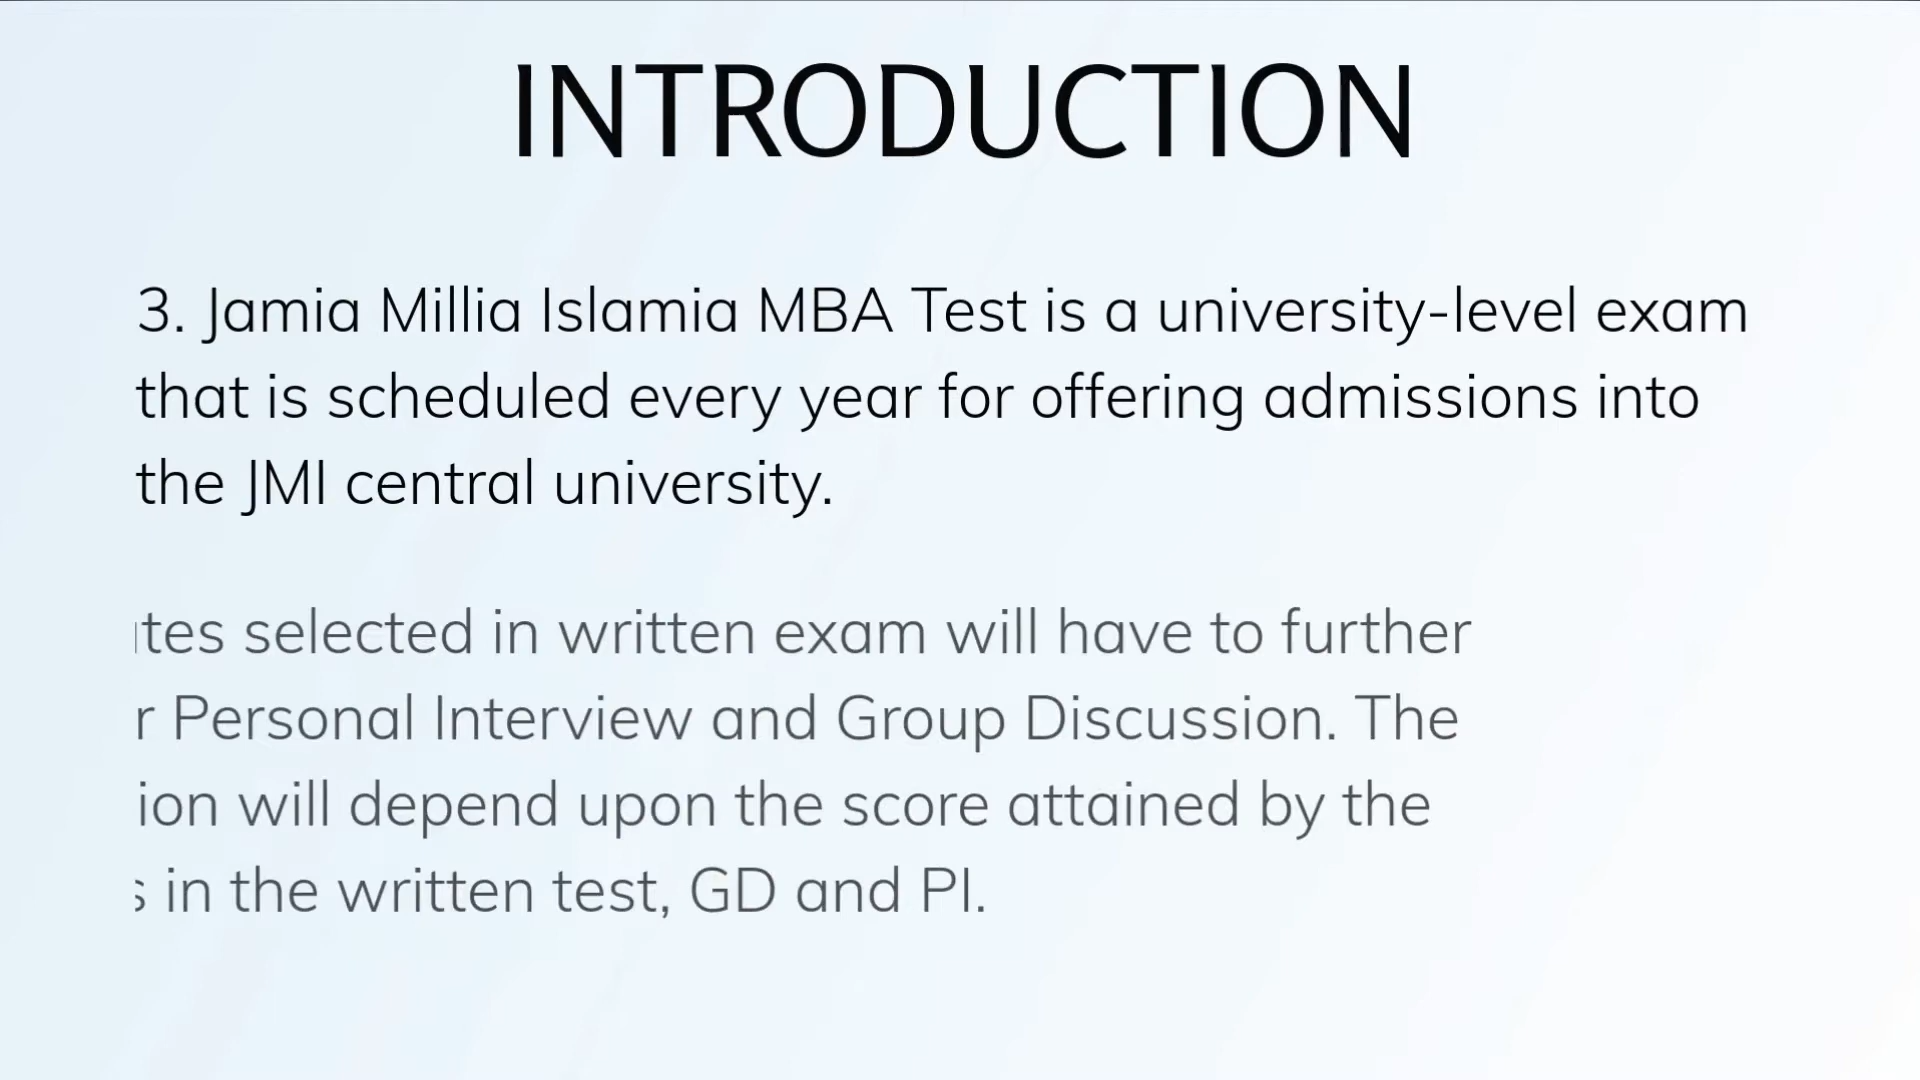 INTRODUCTION
3. Jamia Millia Islamia MBA Test is a university-level exam
that is scheduled every year for offering admissions into
the JMI central university.
selected in written exam will have to further
Personal Interview and Group Discussion. The
will depend upon the score attained by the
in the written test, GD and PI.